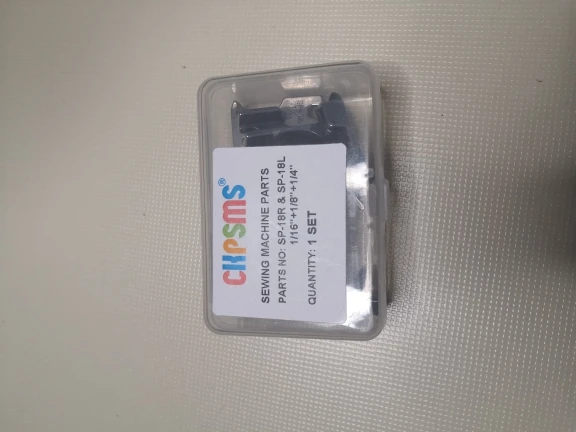 CKPSMS®
SEWING MACHINE PARTS
PARTS NO: SP-18R & SP-18L
1/16"+1/8"+1/4"
QUANTITY: 1 SET